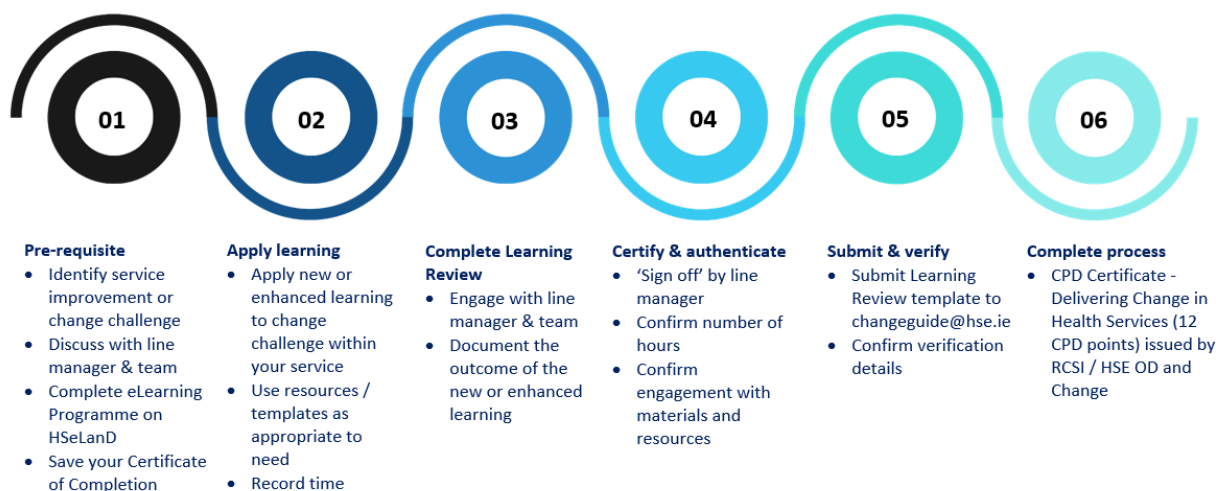 01
02
03
04
05
06
Pre-requisite
• Identify service
improvement or
change challenge
• Discuss with line
manager & team
• Complete eLearning
Programme on
HSeLanD
• Save your Certificate
of Completion
Apply learning
• Apply new or
enhanced learning
to change
challenge within
your service
• Use resources /
templates as
appropriate to
need
• Record time
Complete Learning
Review
• Engage with line
manager & team
• Document the
outcome of the
new or enhanced
learning
Certify & authenticate
• ‘Sign off’ by line
manager
• Confirm number of
hours
• Confirm
engagement with
materials and
resources
Submit & verify
• Submit Learning
Review template to
changeguide@hse.ie
• Confirm verification
details
Complete process
• CPD Certificate -
Delivering Change in
Health Services (12
CPD points) issued by
RCSI / HSE OD and
Change